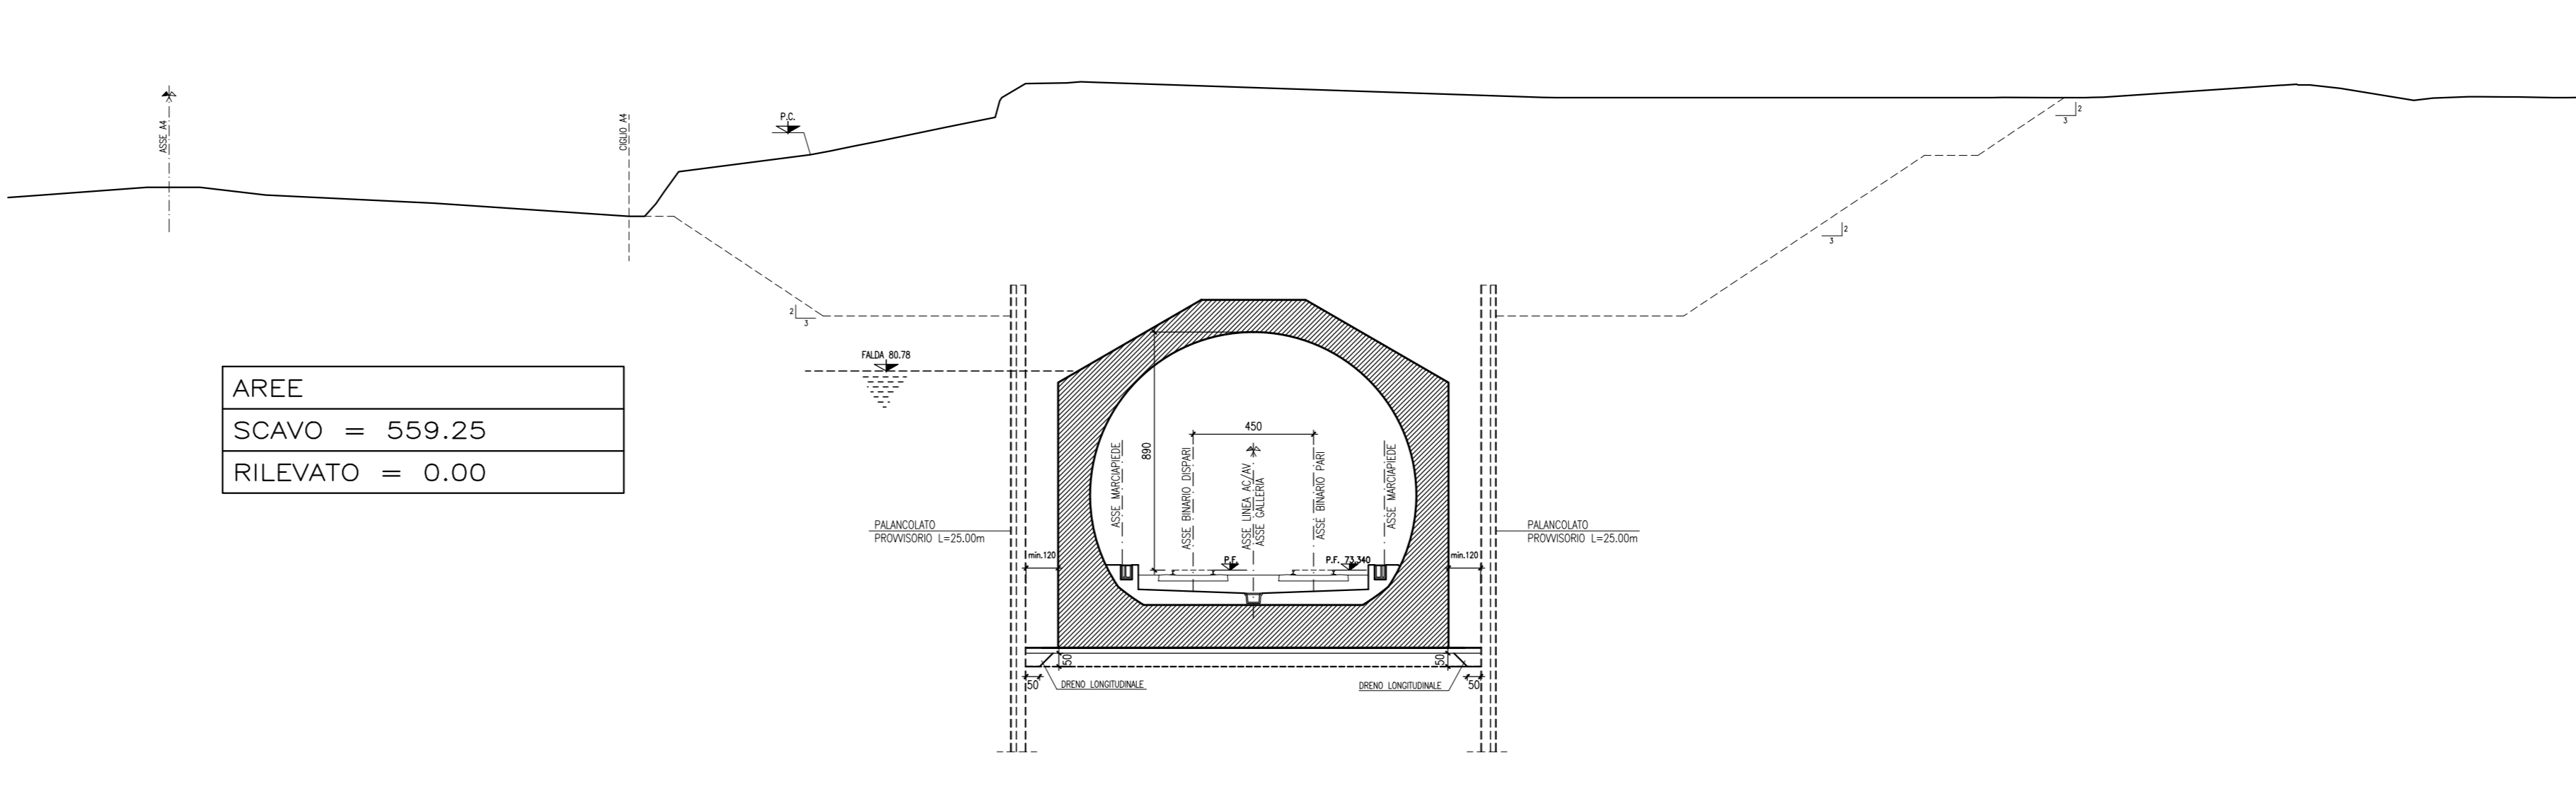 ASSE A4
CIGLIO A4
P.C.
2
3
2
3
2
3
FALDA 80.78
AREE
SCAVO = 559.25
RILEVATO = 0.00
450
890
ASSE MARCIAPIEDE
ASSE BINARIO DISPARI
ASSE LINEA AC/AV
ASSE GALLERIA
ASSE BINARIO PARI
ASSE MARCIAPIEDE
PALANCOLATO
PROVVISORIO L=25.00m
PALANCOLATO
PROVVISORIO L=25.00m
min.120
P.F.
P.F. 73.340
min.120
50
50
50
DRENO LONGITUDINALE
DRENO LONGITUDINALE
50